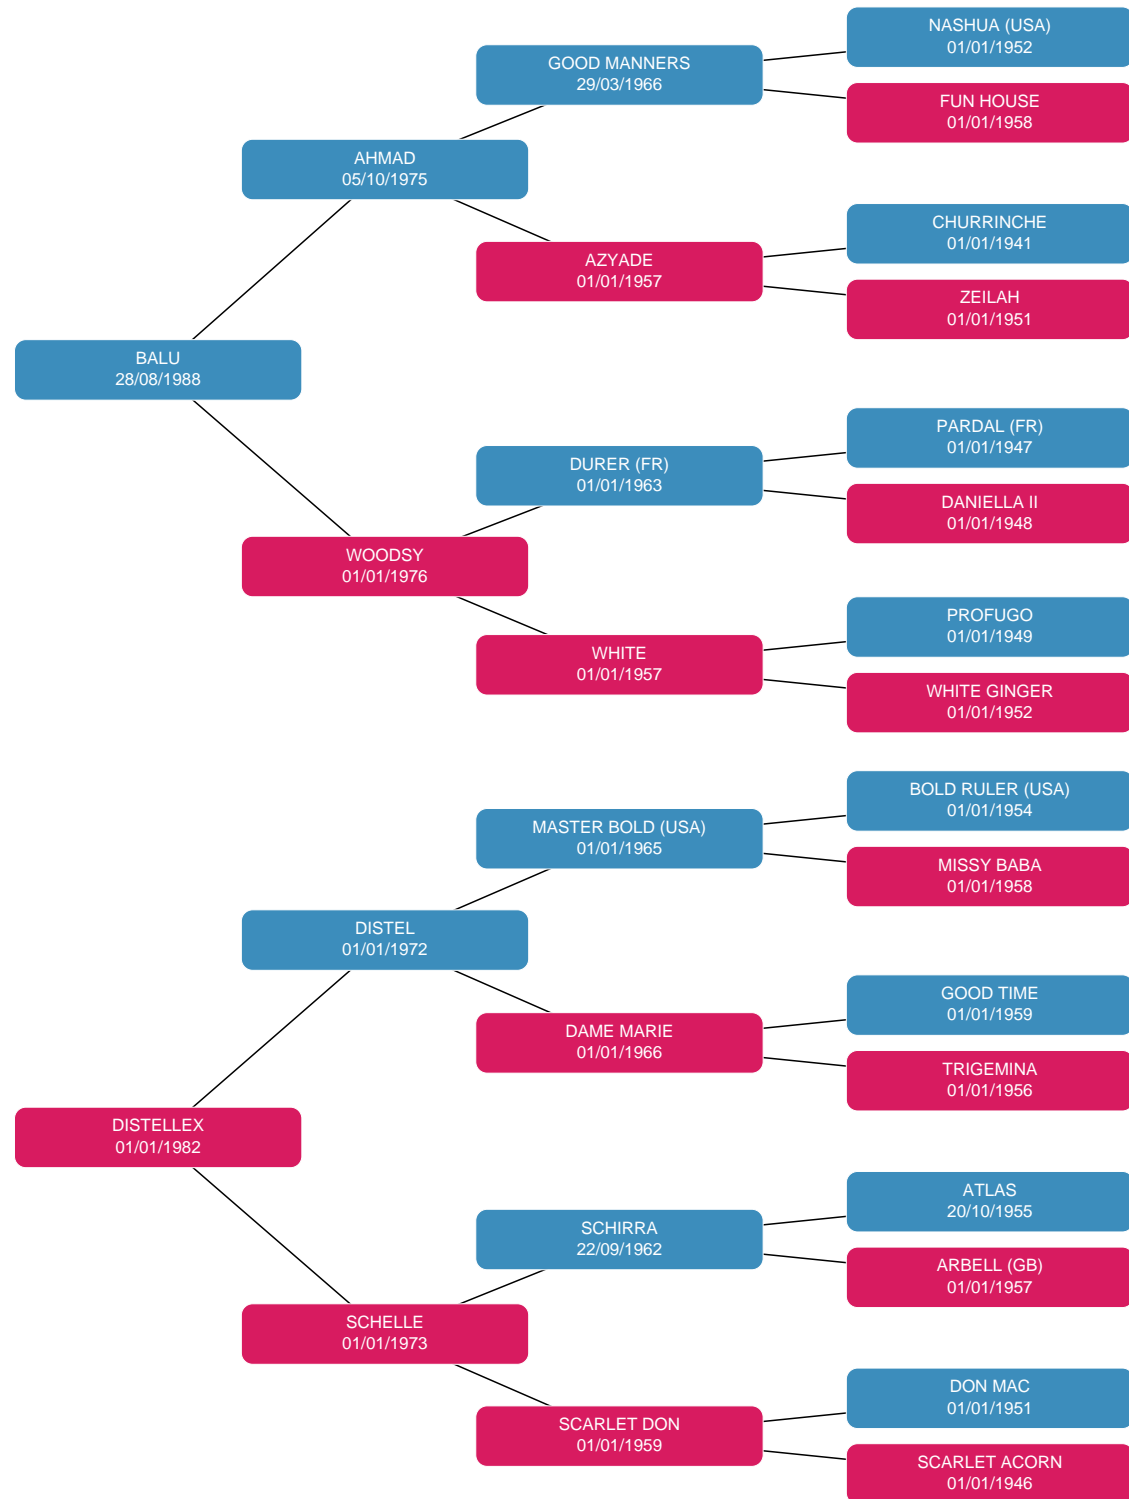 NASHUA (USA)
01/01/1952
GOOD MANNERS
29/03/1966
FUN HOUSE
01/01/1958
AHMAD
05/10/1975
CHURRINCHE
01/01/1941
AZYADE
01/01/1957
ZEILAH
01/01/1951
BALU
28/08/1988
PARDAL (FR)
01/01/1947
DURER (FR)
01/01/1963
DANIELLA II
01/01/1948
WOODSY
01/01/1976
PROFUGO
01/01/1949
WHITE
01/01/1957
WHITE GINGER
01/01/1952
BOLD RULER (USA)
01/01/1954
MASTER BOLD (USA)
01/01/1965
MISSY BABA
01/01/1958
DISTEL
01/01/1972
GOOD TIME
01/01/1959
DAME MARIE
01/01/1966
TRIGEMINA
01/01/1956
DISTELLEX
01/01/1982
ATLAS
20/10/1955
SCHIRRA
22/09/1962
ARBELL (GB)
01/01/1957
SCHELLE
01/01/1973
DON MAC
01/01/1951
SCARLET DON
01/01/1959
SCARLET ACORN
01/01/1946